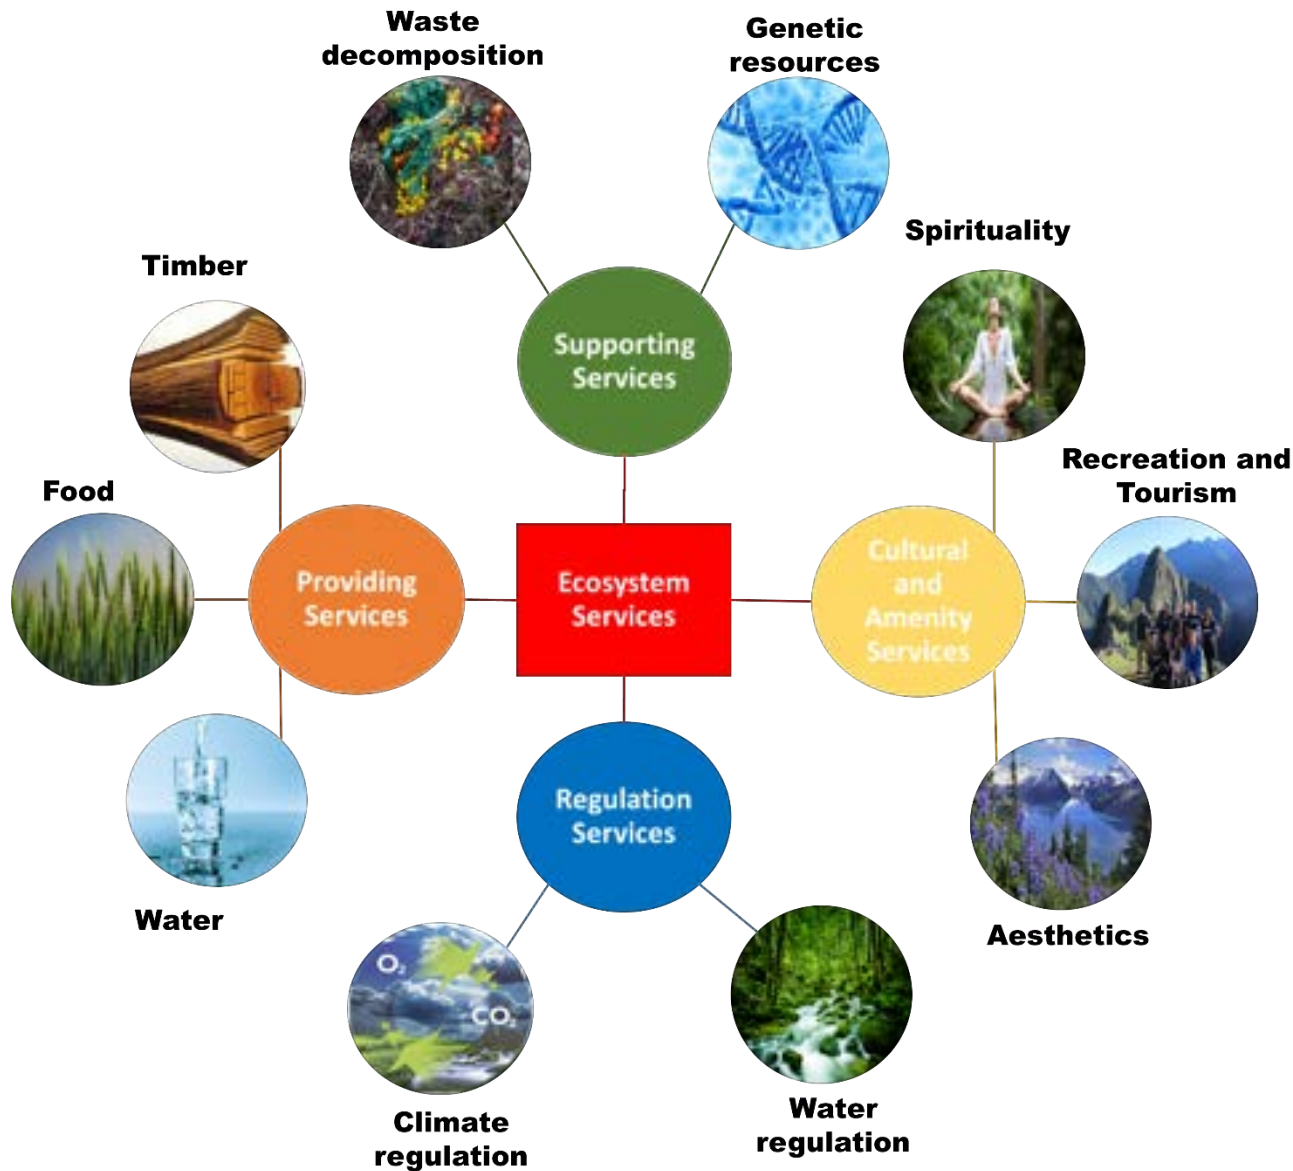 Waste
decomposition
Genetic
resources
Spirituality
Timber
Supporting
Services
Recreation and
Tourism
Food
Providing
Services
Ecosystem
Services
Cultural
and
Amenity
Services
Regulation
Services
Water
Aesthetics
O₂
CO₂
Climate
regulation
Water
regulation